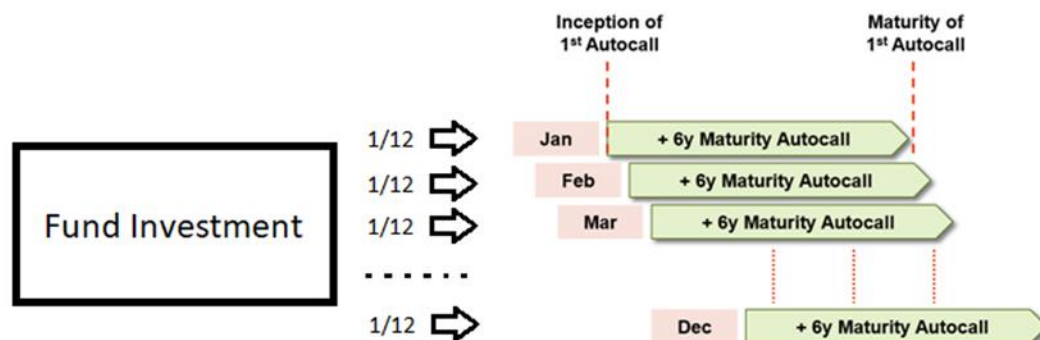 Inception of
1st Autocall
Maturity of
1st Autocall
Fund Investment
1/12
Jan
+ 6y Maturity Autocall
1/12
Feb
+ 6y Maturity Autocall
1/12
Mar
+ 6y Maturity Autocall
1/12
Dec
+ 6y Maturity Autocall